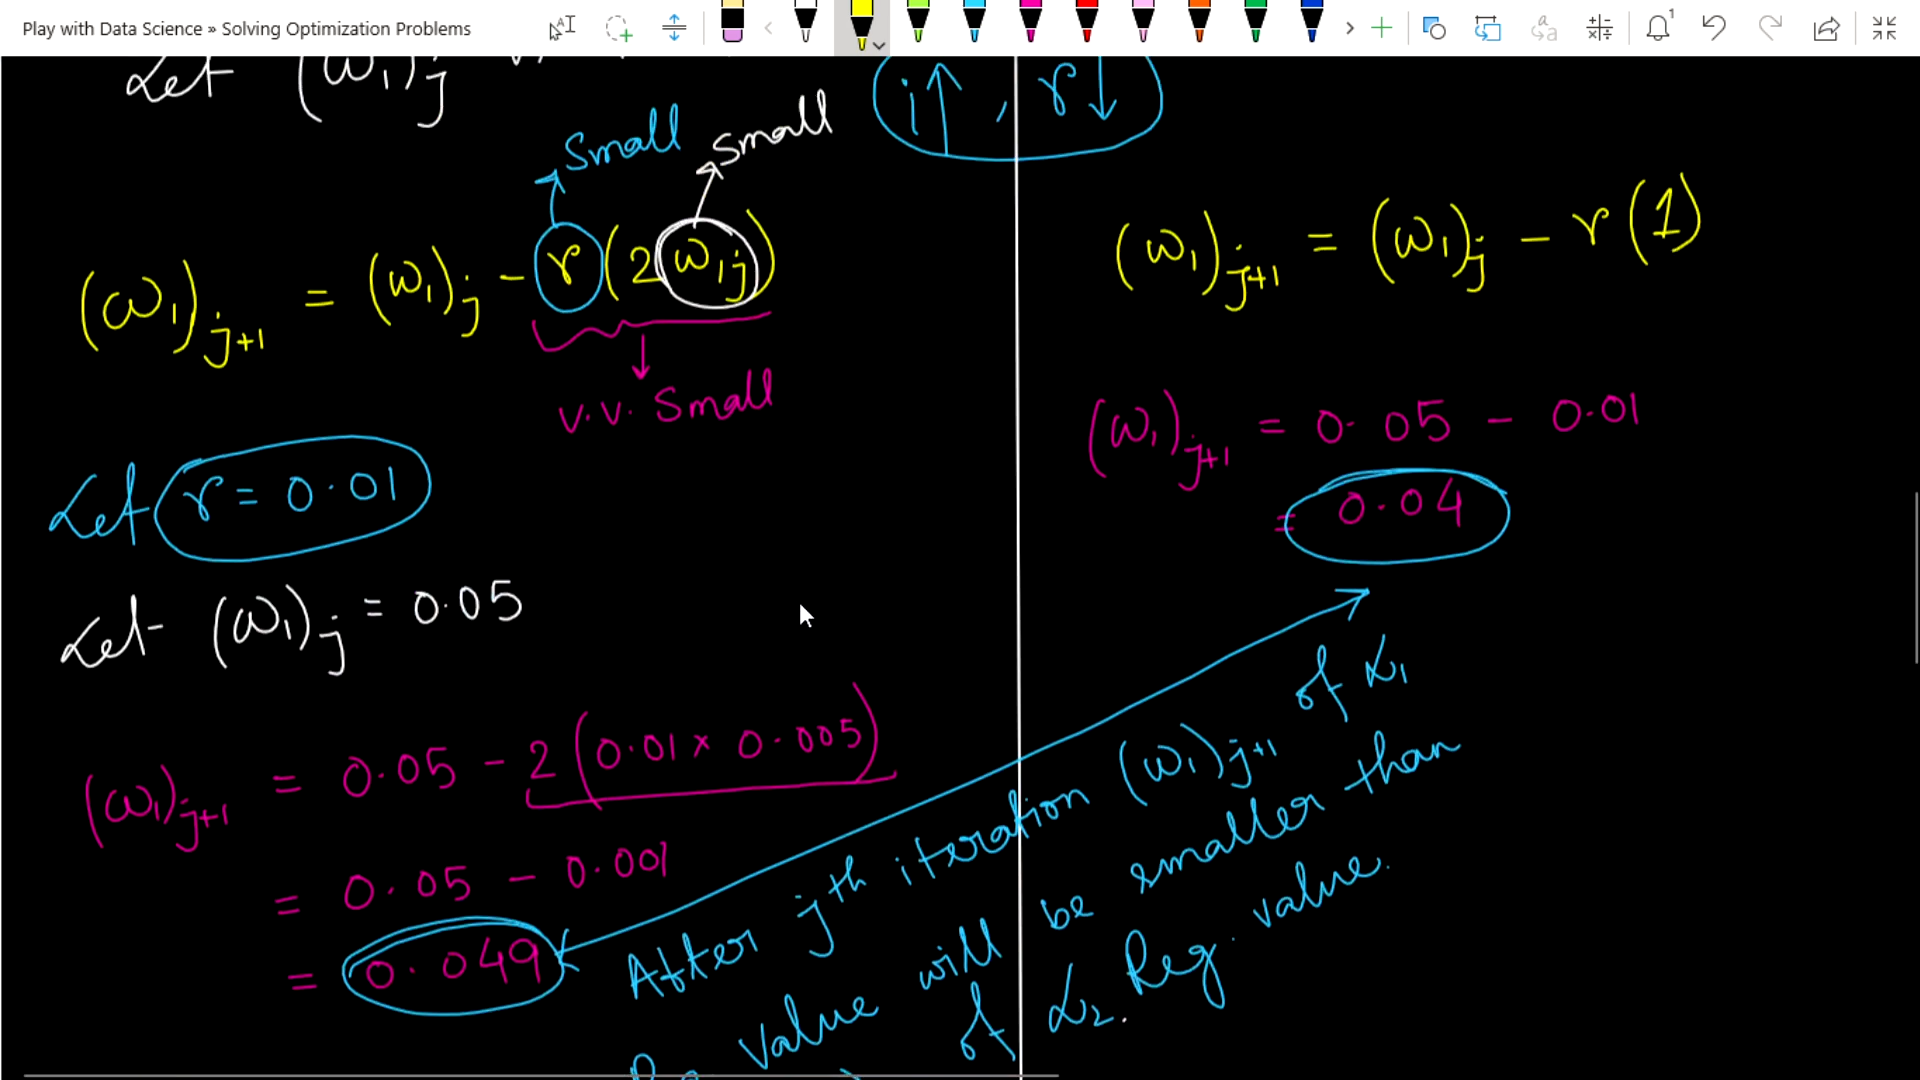 Play with Data Science » Solving Optimization Problems
Let (ω₁)ⱼ
i↑ , r↓
Small
Small
(ω₁)ⱼ₊₁ = (ω₁)ⱼ - r(2ω₁ⱼ)
V.V. Small
Let r = 0.01
Let (ω₁)ⱼ = 0.05
(ω₁)ⱼ₊₁ = 0.05 - 2(0.01 x 0.005)
= 0.05 - 0.001
= 0.049
(ω₁)ⱼ₊₁ = (ω₁)ⱼ - r(1)
(ω₁)ⱼ₊₁ = 0.05 - 0.01
= 0.04
After jth iteration (ω₁)ⱼ₊₁ of L₁
value will be smaller than
of L₂. Reg. value.